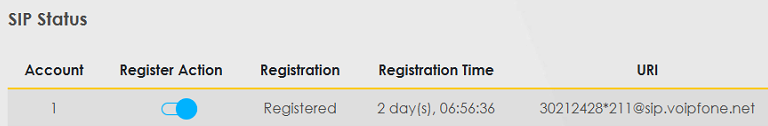 SIP Status
Account Register Action Registration Registration Time URI
1 Registered 2 day(s), 06:56:36 30212428*211@sip.voipfone.net